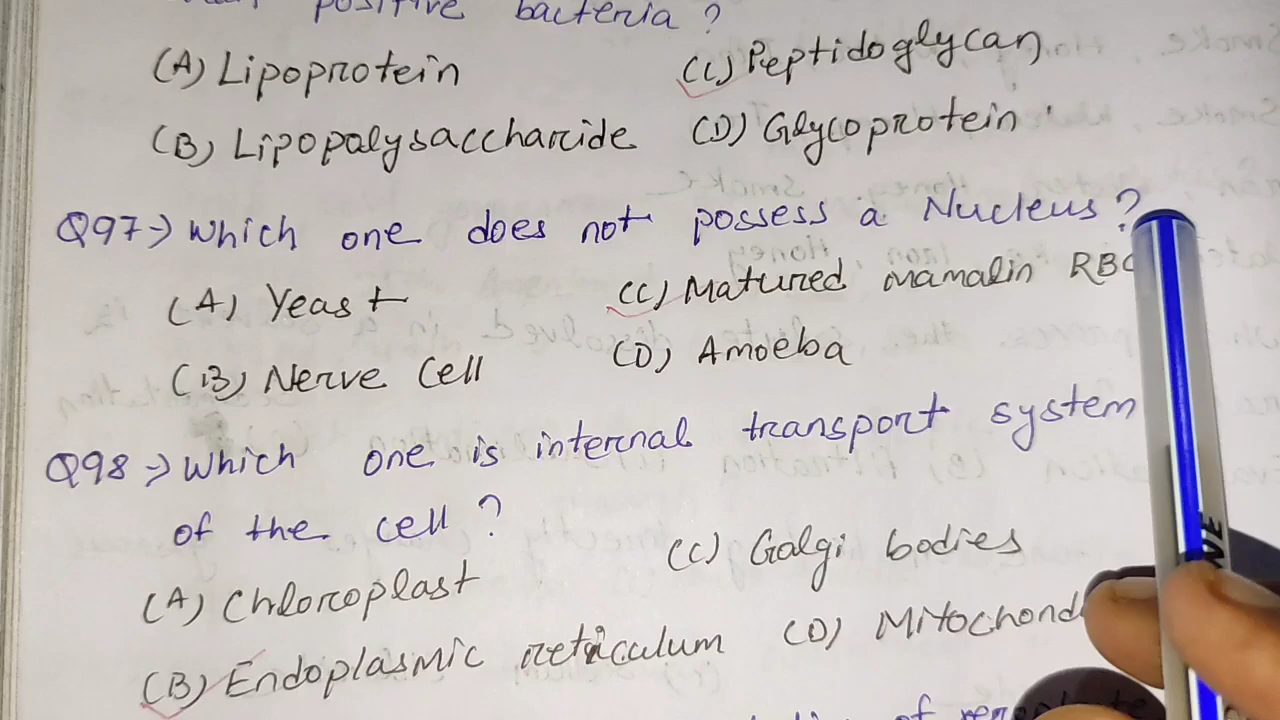 positive bacteria ?
(A) Lipoprotein
(C) Peptidoglycan
(B) Lipopolysaccharide
(D) Glycoprotein
Q97-> Which one does not possess a Nucleus ?
(A) Yeast
(C) Matured mamalin RBC
(B) Nerve Cell
(D) Amoeba
Q98-> Which one is internal transport system
of the cell ?
(A) Chloroplast
(C) Golgi bodies
(B) Endoplasmic reticulum
(D) Mitochond
of